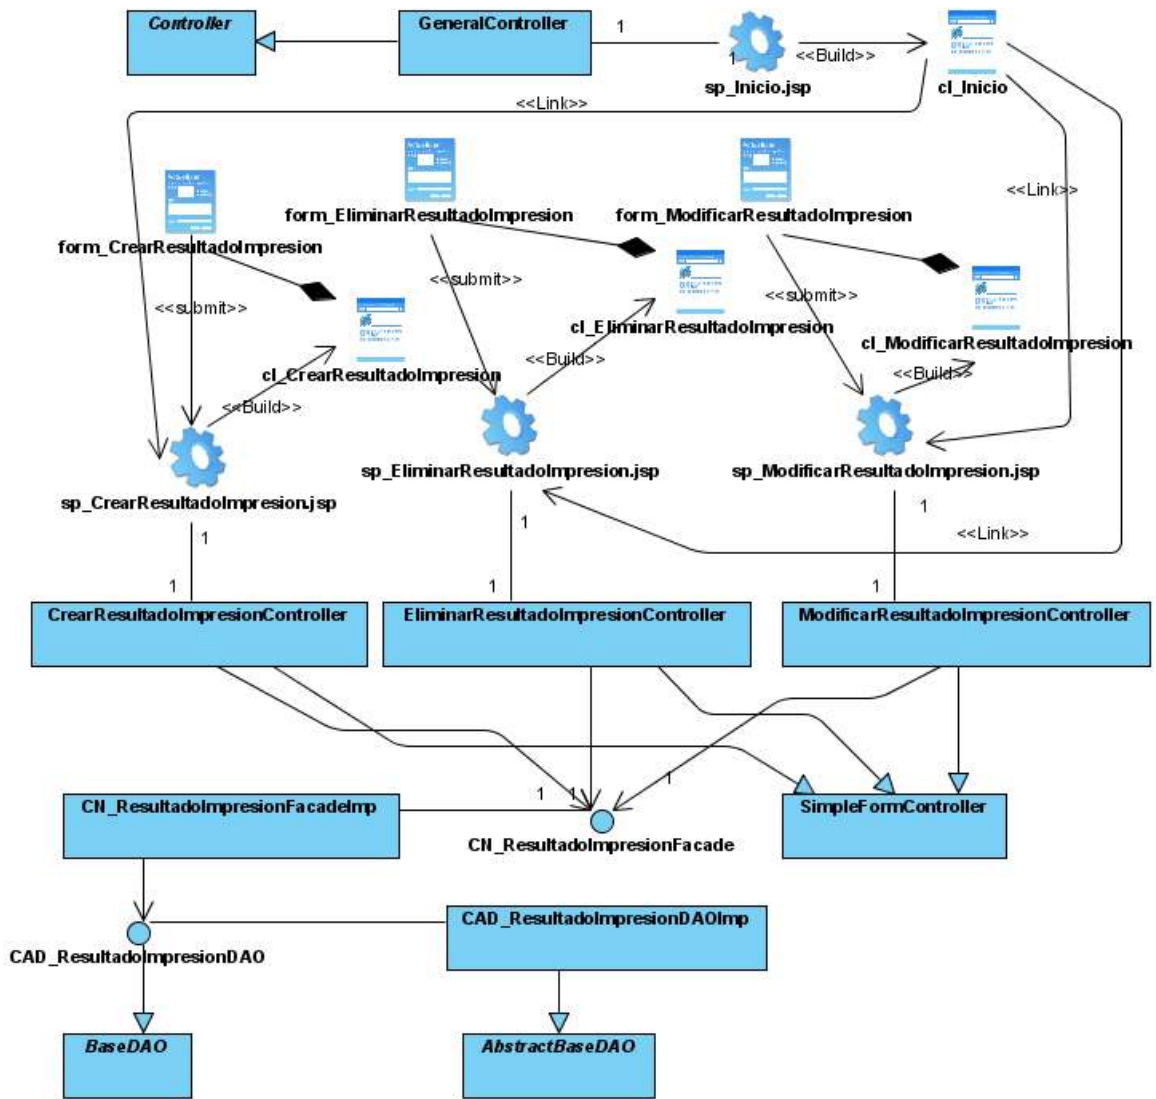 Controller
GeneralController
1
1
<<Build>>
sp_Inicio.jsp
cl_Inicio
<<Link>>
<<Link>>
form_EliminarResultadoImpresion
form_ModificarResultadoImpresion
form_CrearResultadoImpresion
<<submit>>
<<submit>>
<<submit>>
cl_EliminarResultadoImpresion
cl_ModificarResultadoImpresion
<<Build>>
cl_CrearResultadoImpresion
<<Build>>
<<Build>>
sp_EliminarResultadoImpresion.jsp
sp_ModificarResultadoImpresion.jsp
sp_CrearResultadoImpresion.jsp
1
1
1
<<Link>>
1
1
1
CrearResultadoImpresionController
EliminarResultadoImpresionController
ModificarResultadoImpresionController
1
1
1
CN_ResultadoImpresionFacadeImp
SimpleFormController
CN_ResultadoImpresionFacade
CAD_ResultadoImpresionDAOImp
CAD_ResultadoImpresionDAO
BaseDAO
AbstractBaseDAO